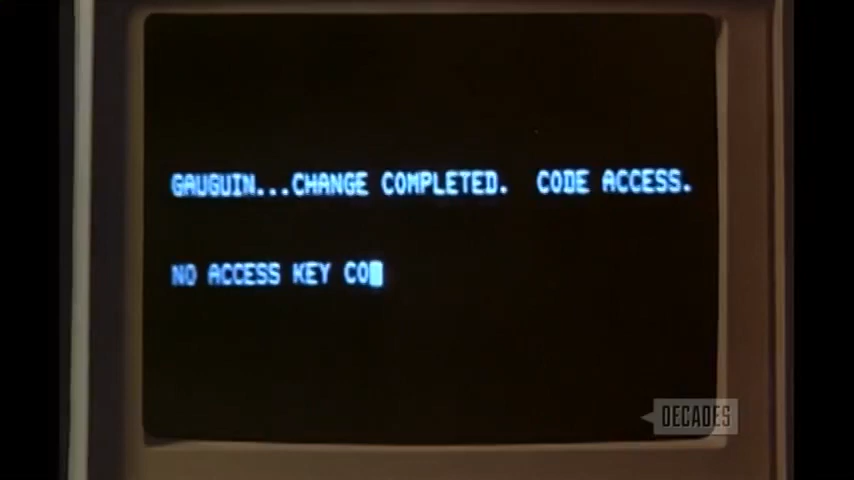 GAUGUIN...CHANGE COMPLETED. CODE ACCESS.
NO ACCESS KEY CO
DECADES